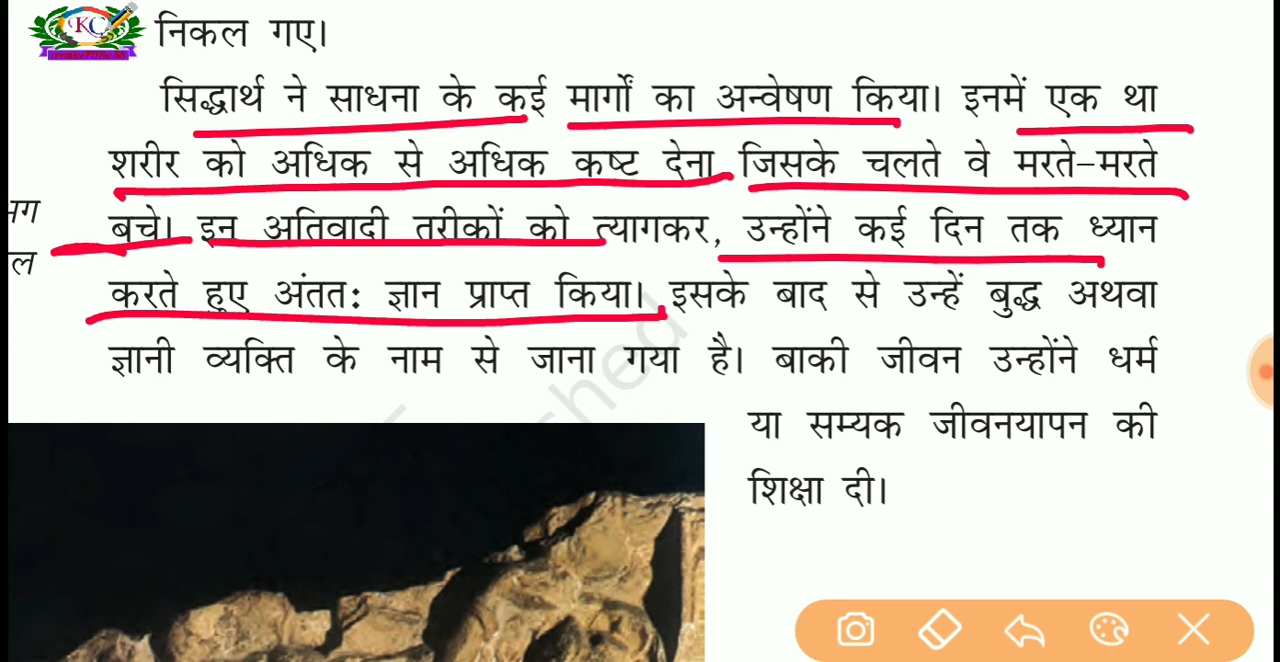 KC
निकल गए।
सिद्धार्थ ने साधना के कई मार्गों का अन्वेषण किया। इनमें एक था
शरीर को अधिक से अधिक कष्ट देना जिसके चलते वे मरते-मरते
बचे। इन अतिवादी तरीकों को त्यागकर, उन्होंने कई दिन तक ध्यान
करते हुए अंततः ज्ञान प्राप्त किया। इसके बाद से उन्हें बुद्ध अथवा
ज्ञानी व्यक्ति के नाम से जाना गया है। बाकी जीवन उन्होंने धर्म
या सम्यक जीवनयापन की
शिक्षा दी।